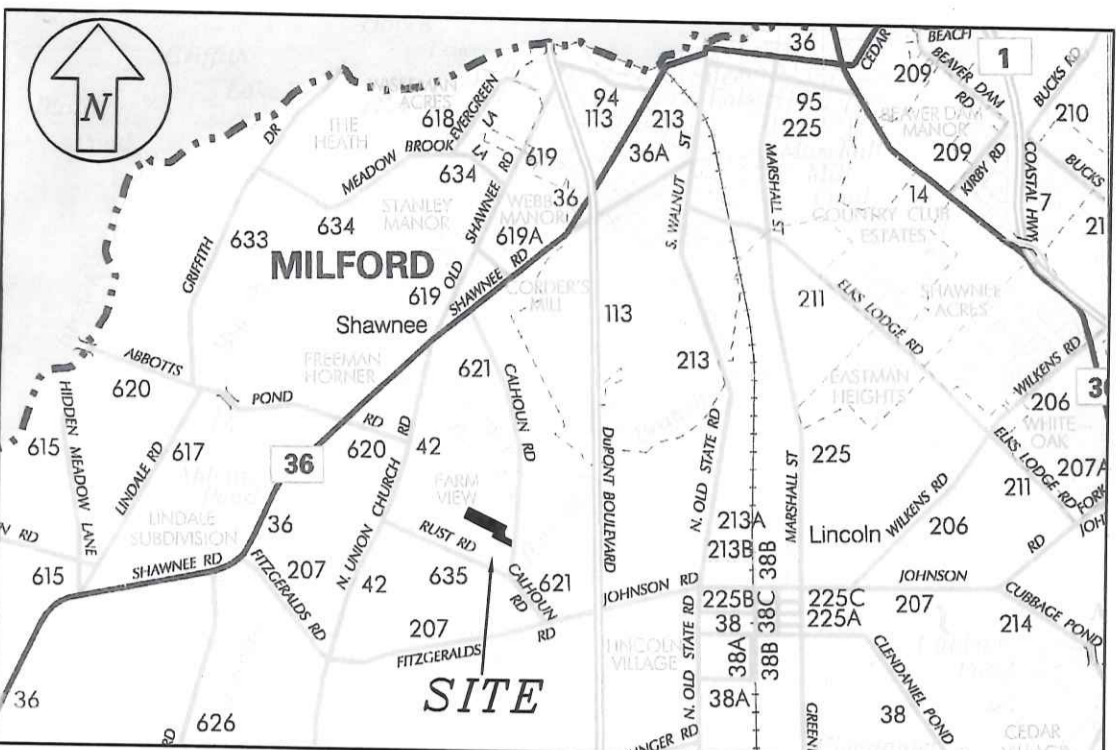 N
MILFORD
Shawnee
Lincoln
SITE
WISEMAN
ACRES
THE
HEATH
STANLEY
MANOR
WEBB
MANOR
CORDER'S
MILL
FREEMAN
HORNER
FARM
VIEW
LINDALE
SUBDIVISION
LINCOLN
VILLAGE
BEAVER DAM
MANOR
COUNTRY CLUB
ESTATES
SHAWNEE
ACRES
EASTMAN
HEIGHTS
WHITE
OAK
CEDAR
GRIFFITH
DR
MEADOW BROOK LA
EVERGREEN LA
OLD SHAWNEE RD
SHAWNEE RD
ABBOTTS
POND
RD
HIDDEN MEADOW LANE
LINDALE RD
SHAWNEE RD
FITZGERALDS RD
N. UNION CHURCH RD
RUST RD
CALHOUN RD
CALHOUN
RD
FITZGERALDS
RD
DuPONT BOULEVARD
S. WALNUT ST
MARSHALL ST
MARSHALL ST
N. OLD STATE RD
N. OLD STATE RD
JOHNSON RD
JOHNSON
RD
ELKS LODGE RD
ELKS LODGE RD
WILKENS RD
WILKENS RD
CUBBAGE POND
CLENDANIEL POND
GREEN
CEDAR
BEACH
BEAVER DAM
RD
KIRBY RD
COASTAL HWY
BUCKS RD
BUCKS
FORK
JOH
N RD
UNGER RD
RD
1
36
36
94
113
213
36A
95
225
209
209
210
14
7
21
618
619
634
634
633
36
619A
619
113
211
213
621
620
615
617
620
42
36
207
615
42
635
621
207
36
626
225
213A
213B
38B
225B
38C
225C
225A
38
38A
38B
38A
206
206
211
207A
207
214
38
3